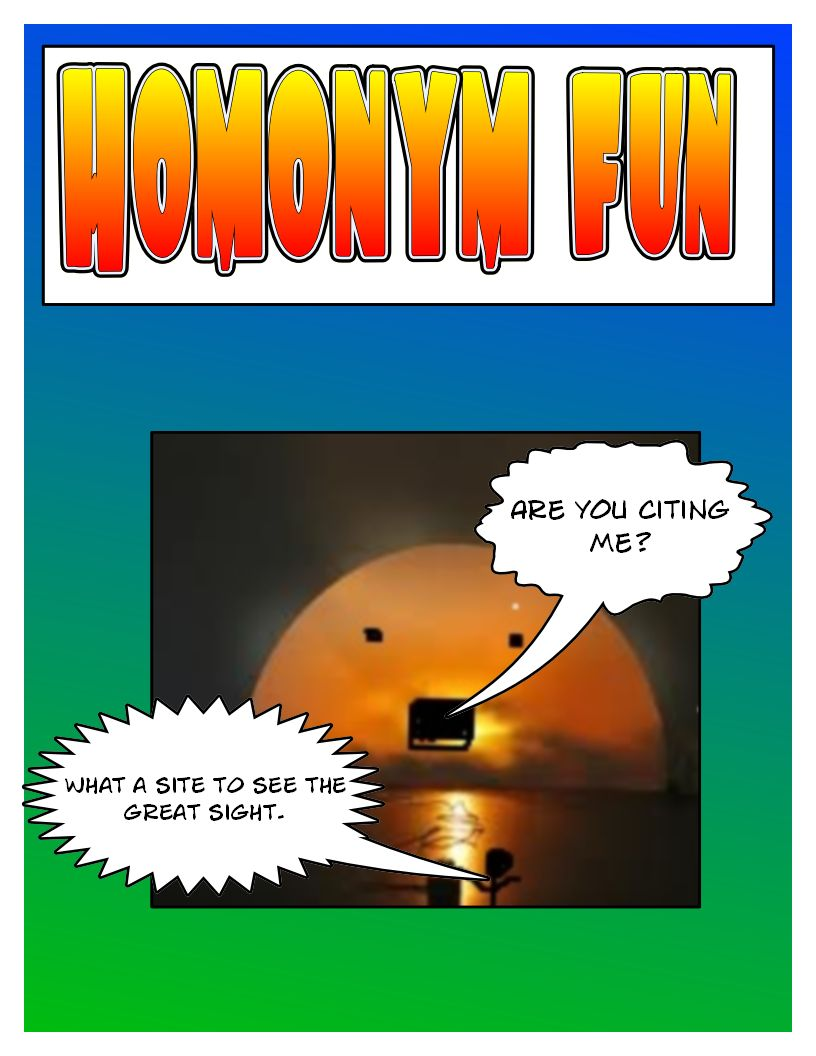 HOMONYM FUN
ARE YOU CITING
ME?
WHAT A SITE TO SEE THE
GREAT SIGHT.